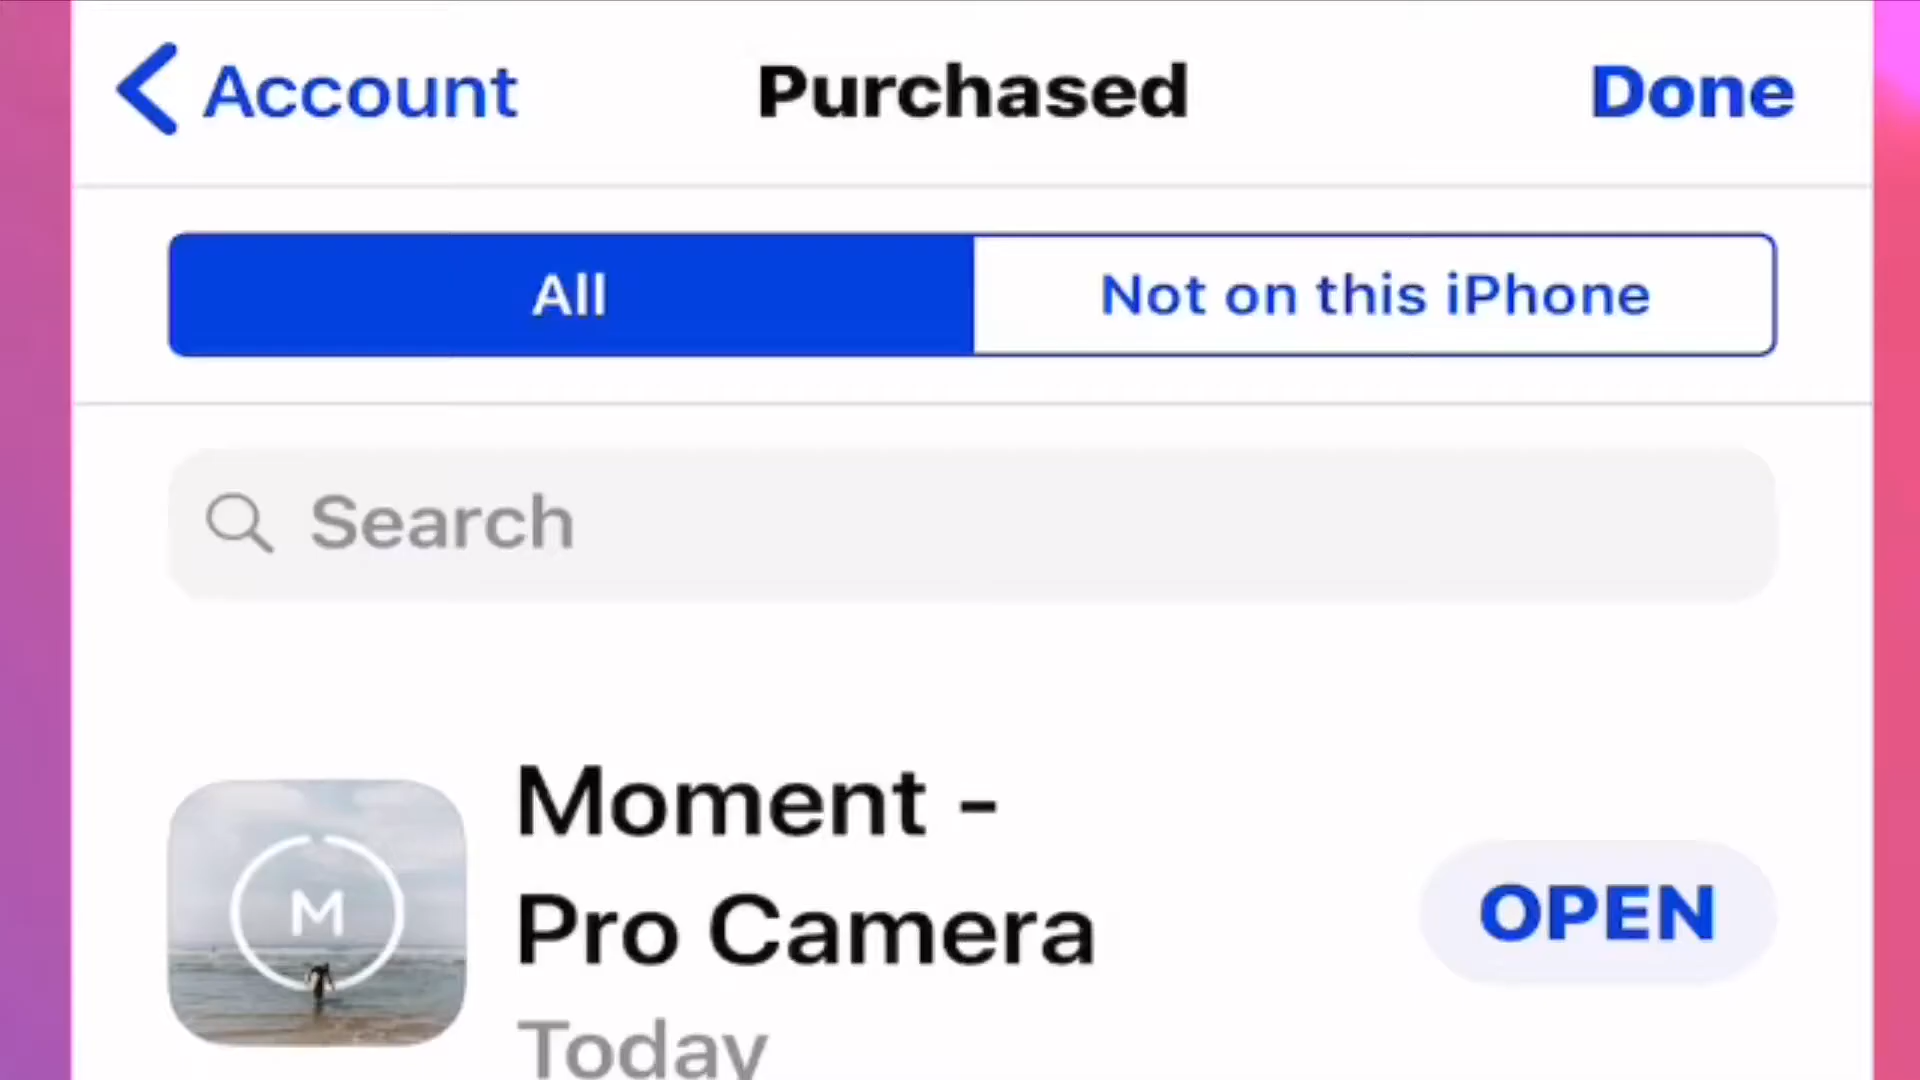 Account Purchased Done
All Not on this iPhone
Search
Moment -
Pro Camera
M
OPEN
Today